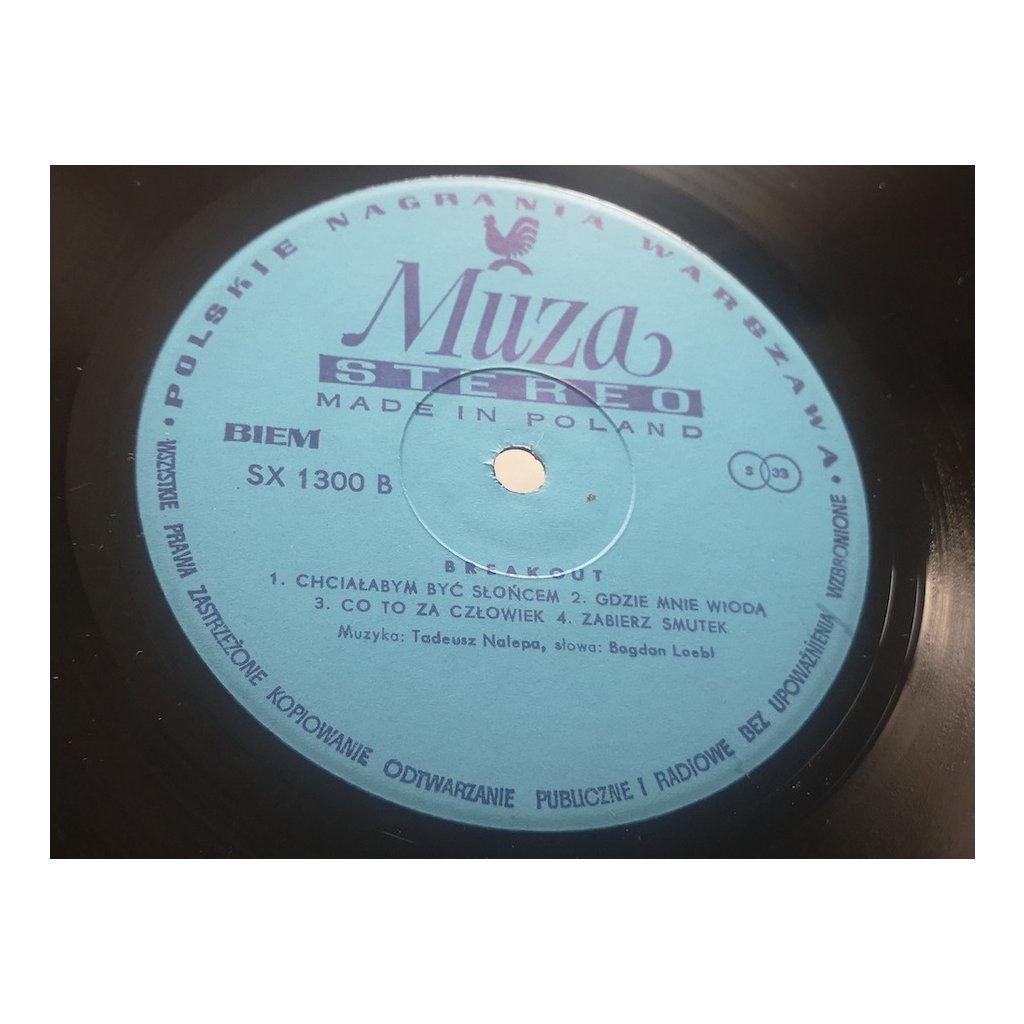 • POLSKIE NAGRANIA WARSZAWA •
Muza
STEREO
MADE IN POLAND
BIEM
SX 1300 B
S 33
BREAKOUT
1. CHCIAŁABYM BYĆ SŁOŃCEM 2. GDZIE MNIE WIODĄ
3. CO TO ZA CZŁOWIEK 4. ZABIERZ SMUTEK
Muzyka: Tadeusz Nalepa, słowa: Bogdan Loebl
WSZYSTKIE PRAWA ZASTRZEŻONE KOPIOWANIE ODTWARZANIE PUBLICZNE I RADIOWE BEZ UPOWAŻNIENIA WZBRONIONE